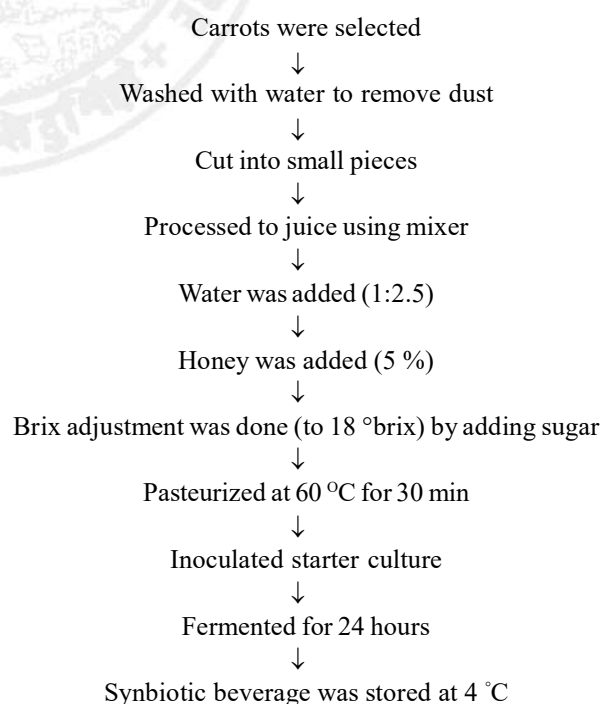 Carrots were selected
↓
Washed with water to remove dust
↓
Cut into small pieces
↓
Processed to juice using mixer
↓
Water was added (1:2.5)
↓
Honey was added (5 %)
↓
Brix adjustment was done (to 18 °brix) by adding sugar
↓
Pasteurized at 60 ᴼC for 30 min
↓
Inoculated starter culture
↓
Fermented for 24 hours
↓
Synbiotic beverage was stored at 4 °C